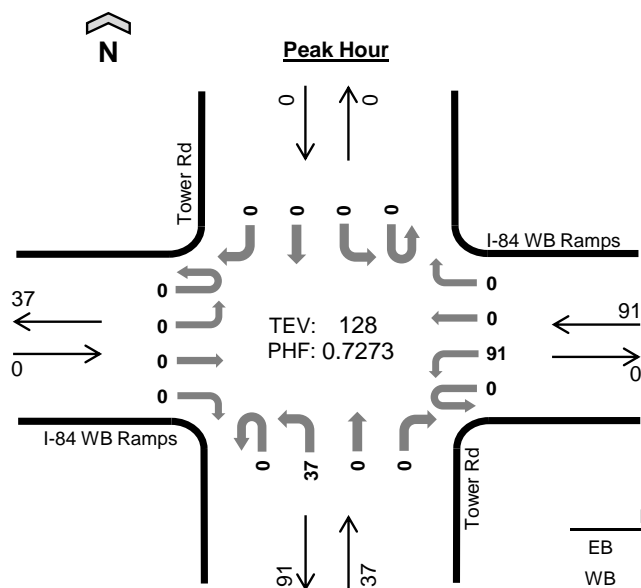 Peak Hour
N
0
0
Tower Rd
0 0 0 0
I-84 WB Ramps
37
0
0
0
0
0
TEV: 128
PHF: 0.7273
0
0
91
0
91
0
I-84 WB Ramps
0 37 0 0
Tower Rd
91
37
EB
WB